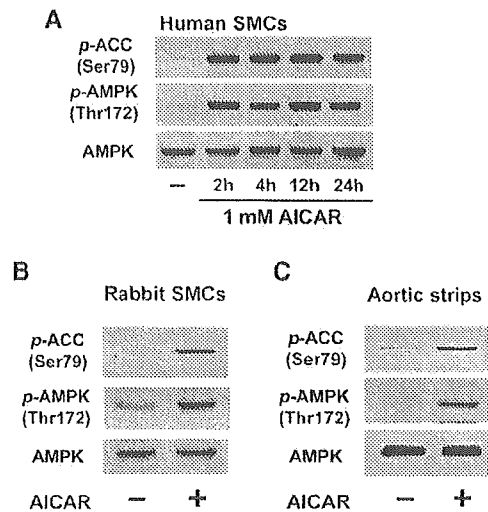 A
Human SMCs
p-ACC
(Ser79)
p-AMPK
(Thr172)
AMPK
– 2h 4h 12h 24h
1 mM AICAR
B
Rabbit SMCs
p-ACC
(Ser79)
p-AMPK
(Thr172)
AMPK
AICAR – +
C
Aortic strips
p-ACC
(Ser79)
p-AMPK
(Thr172)
AMPK
AICAR – +